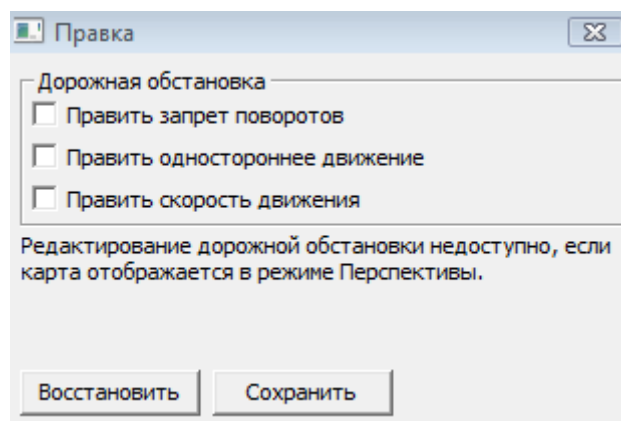 Правка
Дорожная обстановка
Править запрет поворотов
Править одностороннее движение
Править скорость движения
Редактирование дорожной обстановки недоступно, если
карта отображается в режиме Перспективы.
Восстановить Сохранить